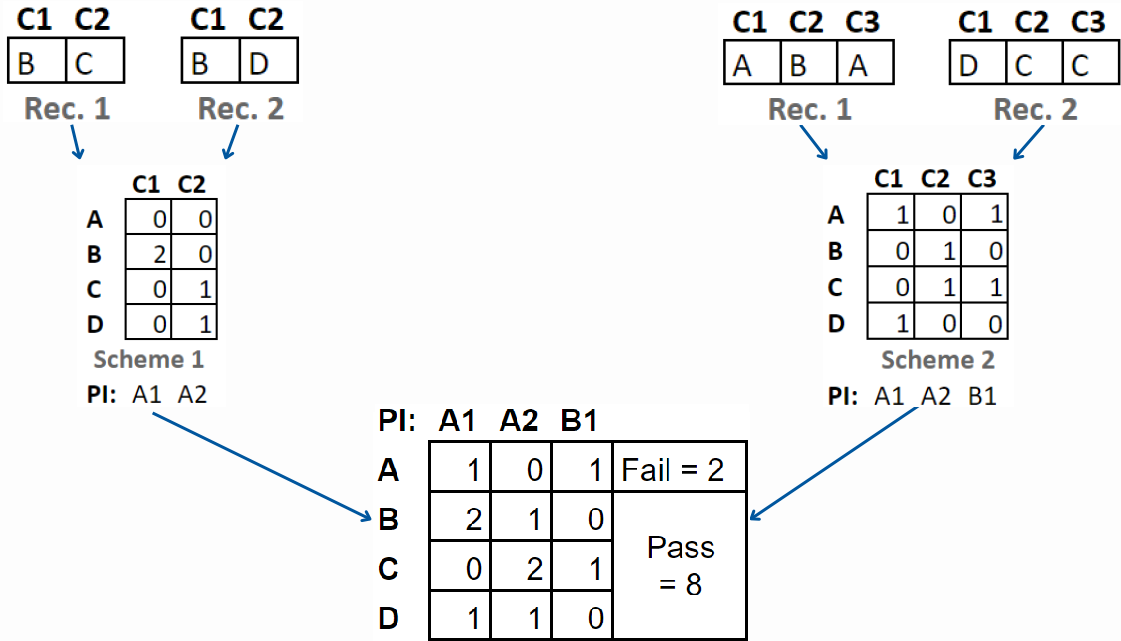 C1 C2
B C
Rec. 1
C1 C2
B D
Rec. 2
C1 C2 C3
A B A
Rec. 1
C1 C2 C3
D C C
Rec. 2
C1 C2
A 0 0
B 2 0
C 0 1
D 0 1
Scheme 1
PI: A1 A2
C1 C2 C3
A 1 0 1
B 0 1 0
C 0 1 1
D 1 0 0
Scheme 2
PI: A1 A2 B1
PI: A1 A2 B1
A 1 0 1 Fail = 2
B 2 1 0
C 0 2 1
D 1 1 0
Pass
= 8